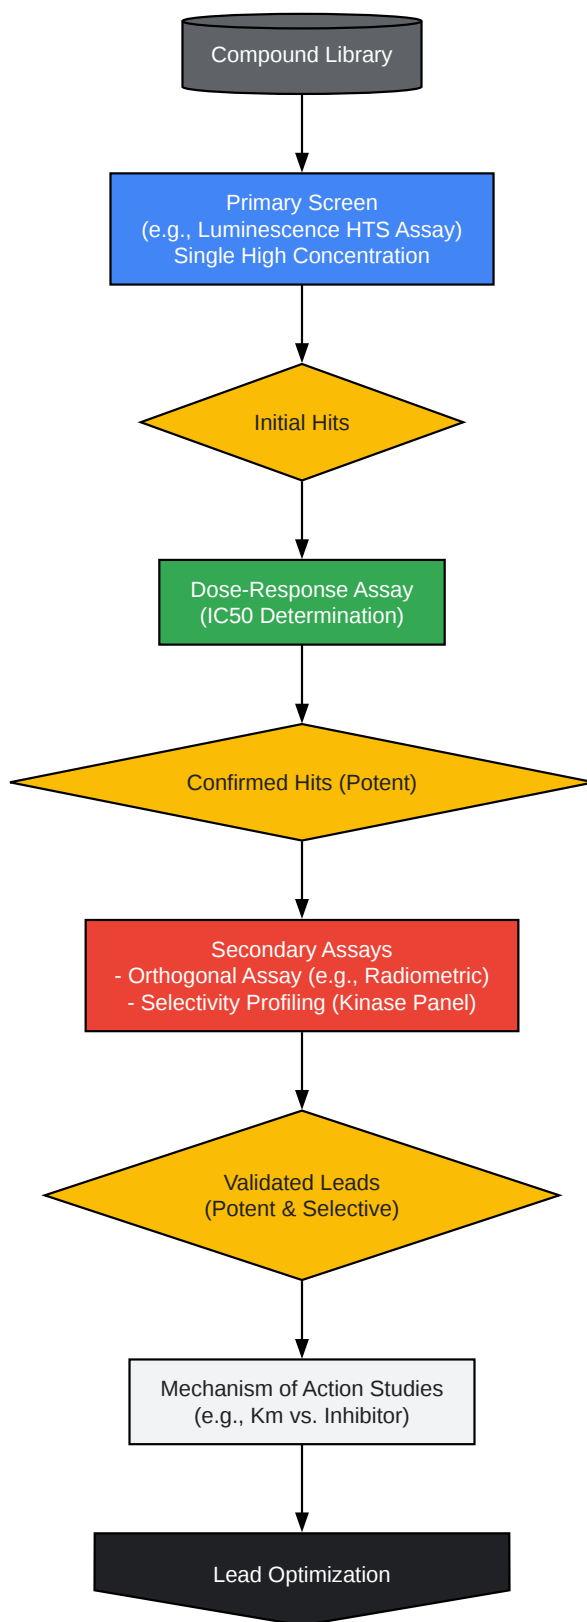 Compound Library
Primary Screen
(e.g., Luminescence HTS Assay)
Single High Concentration
Initial Hits
Dose-Response Assay
(IC50 Determination)
Confirmed Hits (Potent)
Secondary Assays
- Orthogonal Assay (e.g., Radiometric)
- Selectivity Profiling (Kinase Panel)
Validated Leads
(Potent & Selective)
Mechanism of Action Studies
(e.g., Km vs. Inhibitor)
Lead Optimization